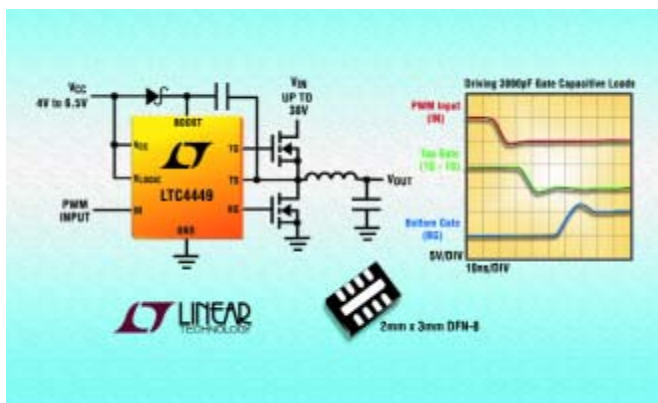 VCC
4V to 6.5V
VIN
UP TO
38V
BOOST
VCC
TG
VLOGIC
TS
LTC4449
PWM
INPUT
IN
BG
GND
VOUT
Driving 3000pF Gate Capacitive Loads
PWM Input
(IN)
Top Gate
(TG - TS)
Bottom Gate
(BG)
5V/DIV
10ns/DIV
LINEAR
TECHNOLOGY
2mm x 3mm DFN-8